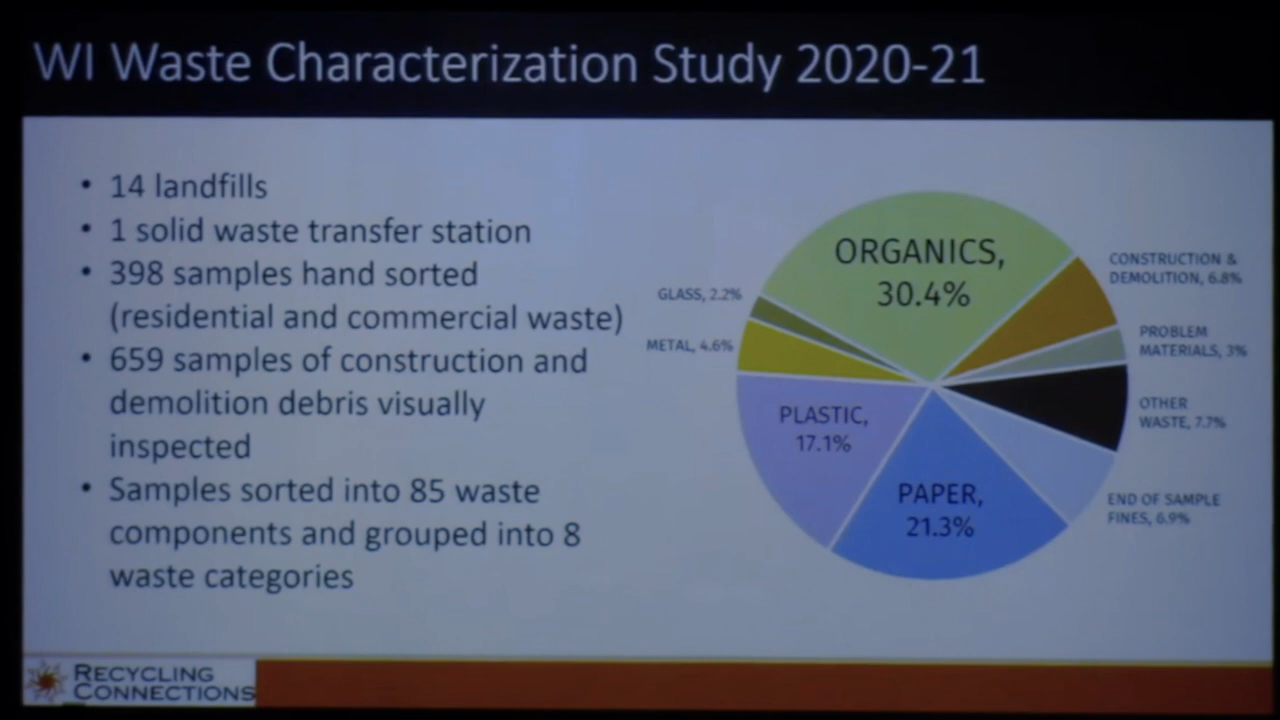 WI Waste Characterization Study 2020-21
• 14 landfills
• 1 solid waste transfer station
• 398 samples hand sorted
(residential and commercial waste)
• 659 samples of construction and
demolition debris visually
inspected
• Samples sorted into 85 waste
components and grouped into 8
waste categories
ORGANICS,
30.4%
CONSTRUCTION &
DEMOLITION, 6.8%
PROBLEM
MATERIALS, 3%
OTHER
WASTE, 7.7%
END OF SAMPLE
FINES, 6.9%
PAPER,
21.3%
PLASTIC,
17.1%
METAL, 4.6%
GLASS, 2.2%
RECYCLING
CONNECTIONS